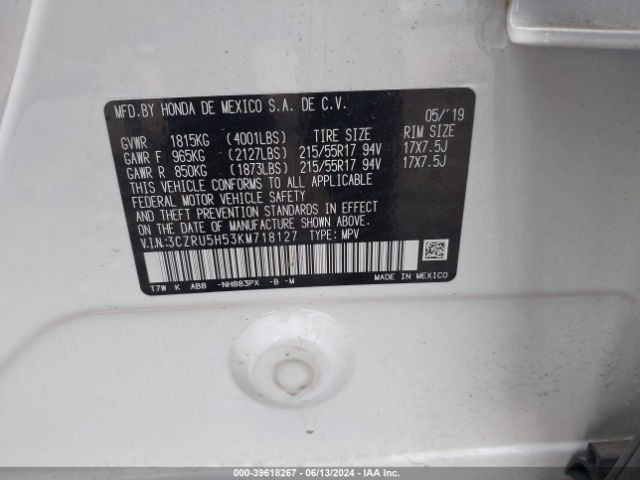 MFD.BY HONDA DE MEXICO S.A. DE C.V.
05/'19
GVWR 1815KG (4001LBS) TIRE SIZE RIM SIZE
GAWR F 965KG (2127LBS) 215/55R17 94V 17X7.5J
GAWR R 850KG (1873LBS) 215/55R17 94V 17X7.5J
THIS VEHICLE CONFORMS TO ALL APPLICABLE
FEDERAL MOTOR VEHICLE SAFETY
AND THEFT PREVENTION STANDARDS IN EFFECT
ON THE DATE OF MANUFACTURE SHOWN ABOVE.
V.I.N:3CZRU5H53KM718127 TYPE: MPV
T7W K AB8 -NH883PX -B -M
MADE IN MEXICO
000-39618267 - 06/13/2024 - IAA Inc.